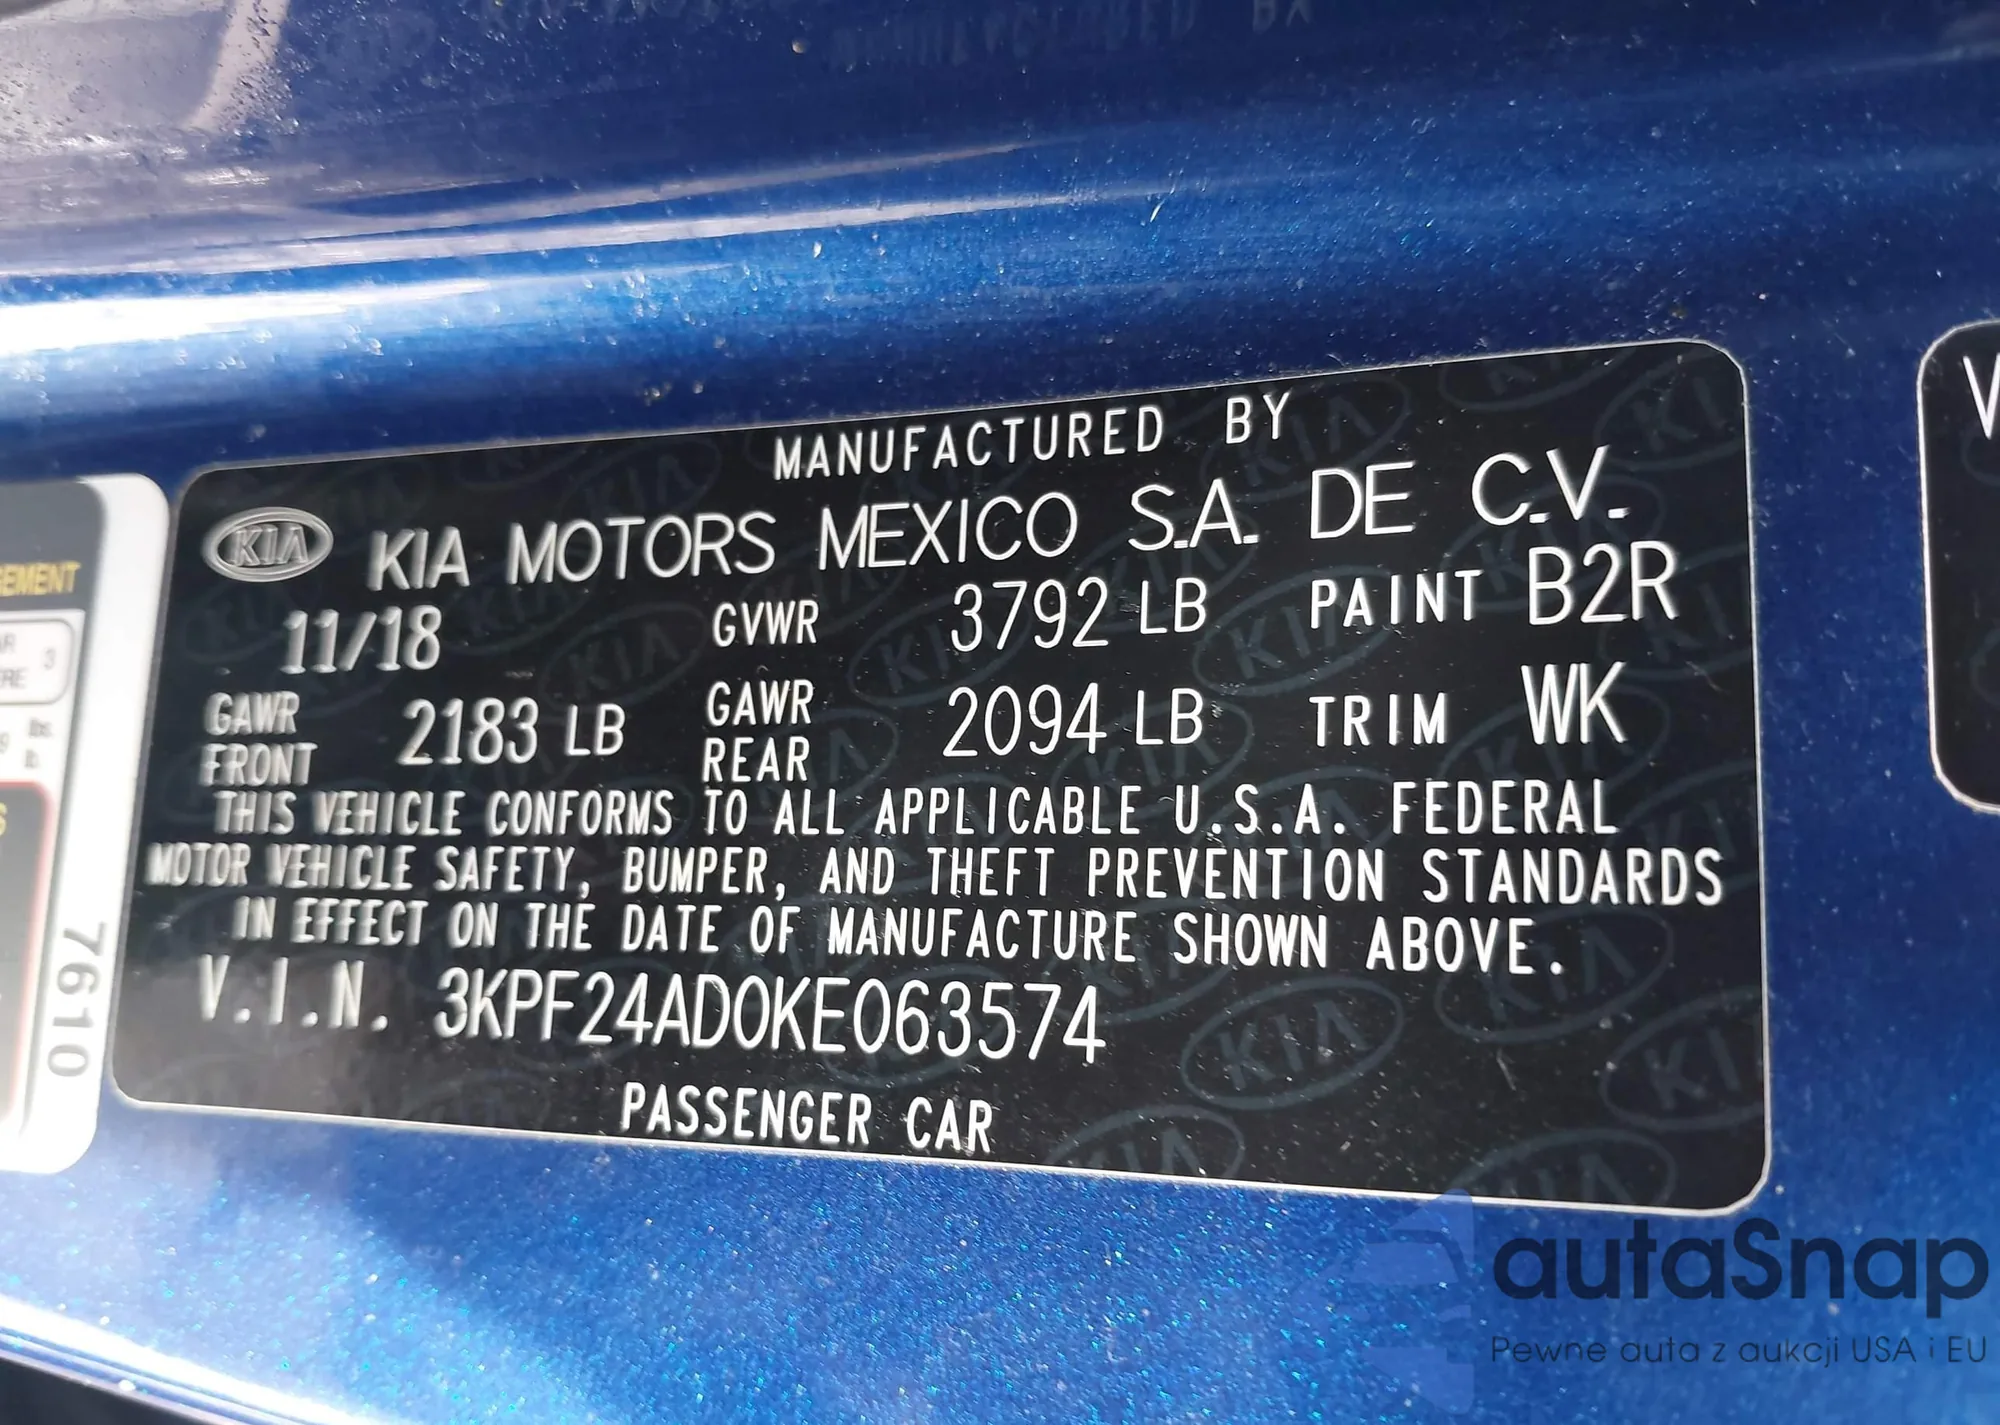 MANUFACTURED BY
KIA KIA MOTORS MEXICO S.A. DE C.V.
11/18 GVWR 3792 LB PAINT B2R
GAWR FRONT 2183 LB GAWR REAR 2094 LB TRIM WK
THIS VEHICLE CONFORMS TO ALL APPLICABLE U.S.A. FEDERAL
MOTOR VEHICLE SAFETY, BUMPER, AND THEFT PREVENTION STANDARDS
IN EFFECT ON THE DATE OF MANUFACTURE SHOWN ABOVE.
V.I.N. 3KPF24AD0KE063574
PASSENGER CAR
7610
autaSnap
Pewne auta z aukcji USA i EU